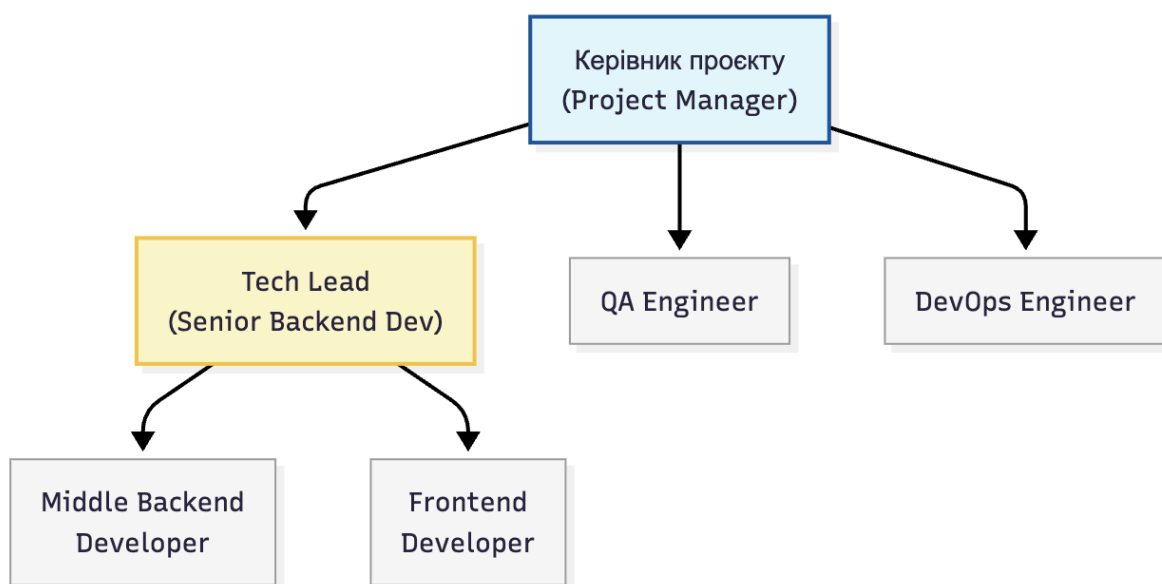 Керівник проєкту
(Project Manager)
Tech Lead
(Senior Backend Dev)
QA Engineer
DevOps Engineer
Middle Backend
Developer
Frontend
Developer